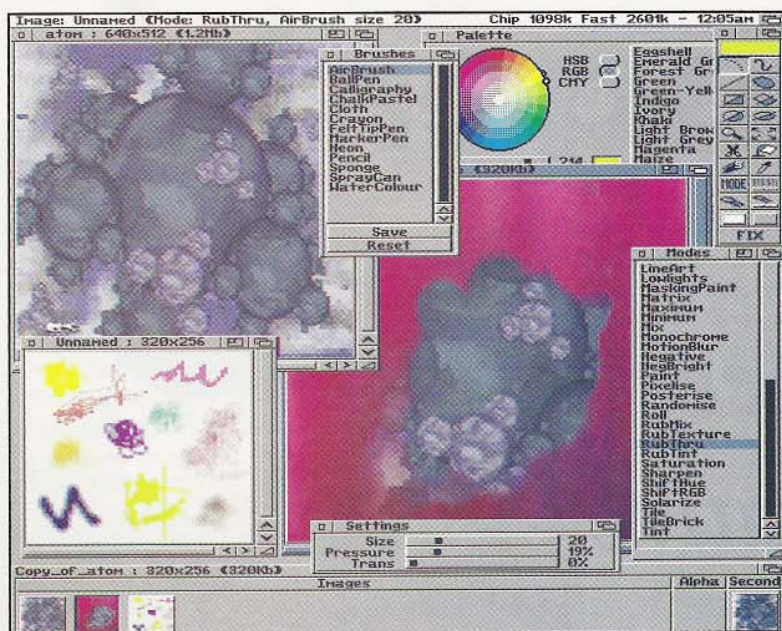 Image: Unnamed (Mode: RubThru, AirBrush size 20)
Chip 1098k Fast 2601k - 12:05am
atom : 640x512 (1.2Mb)
Brushes
AirBrush
BallPen
Calligraphy
ChalkPastel
Cloth
Crayon
FeltTipPen
MarkerPen
Neon
Pencil
Sponge
SprayCan
WaterColour
Save
Reset
Palette
HSB
RGB
CMY
Eggshell
Emerald Gr
Forest Gr
Green
Green-Yell
Indigo
Ivory
Khaki
Light Brow
Light Grey
Magenta
Maize
214
(320Kb)
MODE
FIX
Modes
LineArt
Lowlights
MaskingPaint
Matrix
Maximum
Minimum
Mix
Monochrome
MotionBlur
Negative
NegBright
Paint
Pixelise
Posterise
Randomise
Roll
RubMix
RubTexture
RubThru
RubTint
Saturation
Sharpen
ShiftHue
ShiftRGB
Solarize
Tile
TileBrick
Tint
Unnamed : 320x256
Settings
Size 20
Pressure 19%
Trans 0%
Copy_of_atom : 320x256 (320Kb)
Images
Alpha
Second